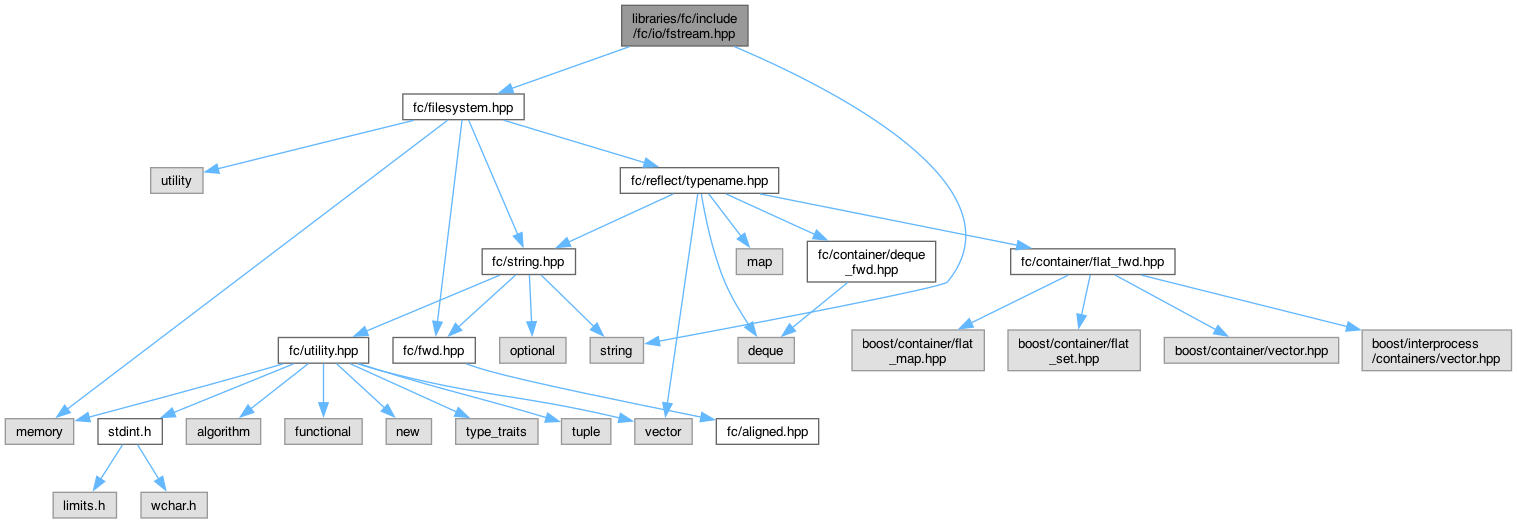 libraries/fc/include
/fc/io/fstream.hpp
fc/filesystem.hpp
utility
fc/reflect/typename.hpp
fc/string.hpp
map
fc/container/deque
_fwd.hpp
fc/container/flat_fwd.hpp
fc/utility.hpp
fc/fwd.hpp
optional
string
deque
boost/container/flat
_map.hpp
boost/container/flat
_set.hpp
boost/container/vector.hpp
boost/interprocess
/containers/vector.hpp
memory
stdint.h
algorithm
functional
new
type_traits
tuple
vector
fc/aligned.hpp
limits.h
wchar.h